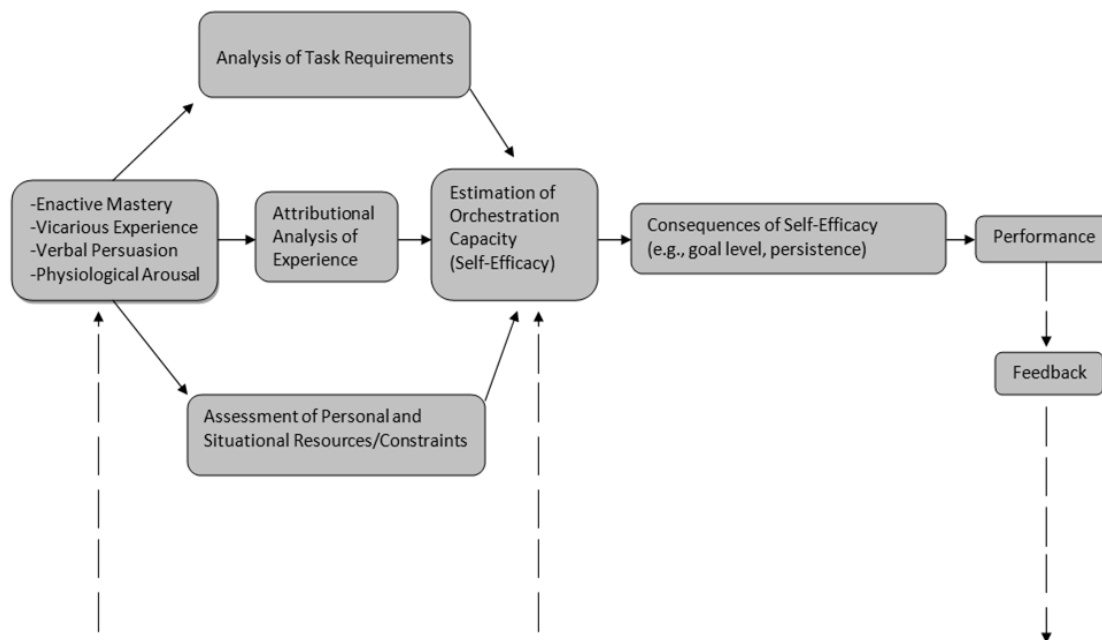 Analysis of Task Requirements
-Enactive Mastery
-Vicarious Experience
-Verbal Persuasion
-Physiological Arousal
Attributional
Analysis of
Experience
Estimation of
Orchestration
Capacity
(Self-Efficacy)
Consequences of Self-Efficacy
(e.g., goal level, persistence)
Performance
Feedback
Assessment of Personal and
Situational Resources/Constraints